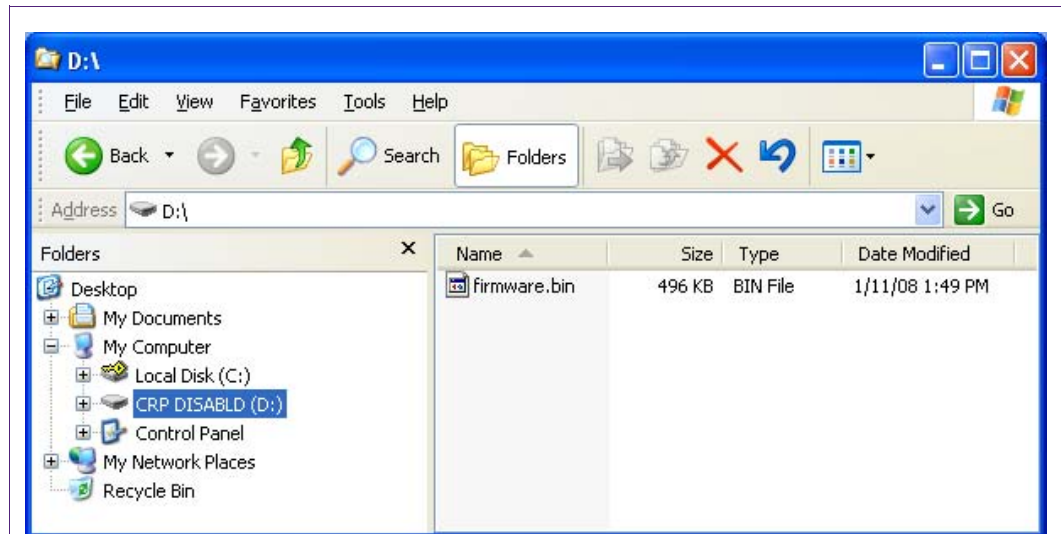 D:\
File Edit View Favorites Tools Help
Back Search Folders
Address D:\ Go
Folders x Name Size Type Date Modified
Desktop firmware.bin 496 KB BIN File 1/11/08 1:49 PM
My Documents
My Computer
Local Disk (C:)
CRP DISABLD (D:)
Control Panel
My Network Places
Recycle Bin